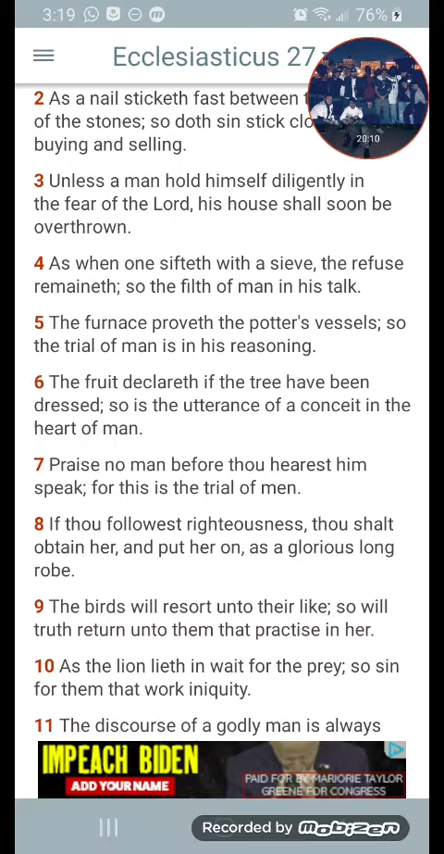 3:19 76%
Ecclesiasticus 27
2 As a nail sticketh fast between
of the stones; so doth sin stick clo
buying and selling.
20:10
3 Unless a man hold himself diligently in
the fear of the Lord, his house shall soon be
overthrown.
4 As when one sifteth with a sieve, the refuse
remaineth; so the filth of man in his talk.
5 The furnace proveth the potter's vessels; so
the trial of man is in his reasoning.
6 The fruit declareth if the tree have been
dressed; so is the utterance of a conceit in the
heart of man.
7 Praise no man before thou hearest him
speak; for this is the trial of men.
8 If thou followest righteousness, thou shalt
obtain her, and put her on, as a glorious long
robe.
9 The birds will resort unto their like; so will
truth return unto them that practise in her.
10 As the lion lieth in wait for the prey; so sin
for them that work iniquity.
11 The discourse of a godly man is always
IMPEACH BIDEN
ADD YOUR NAME
PAID FOR BY MARJORIE TAYLOR
GREENE FOR CONGRESS
Recorded by Mobizen